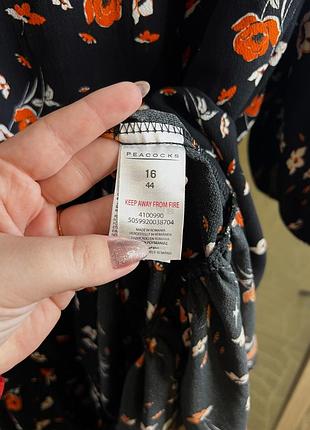 PEACOCKS
16
44
KEEP AWAY FROM FIRE
4100990
5059920038704
MADE IN ROMANIA